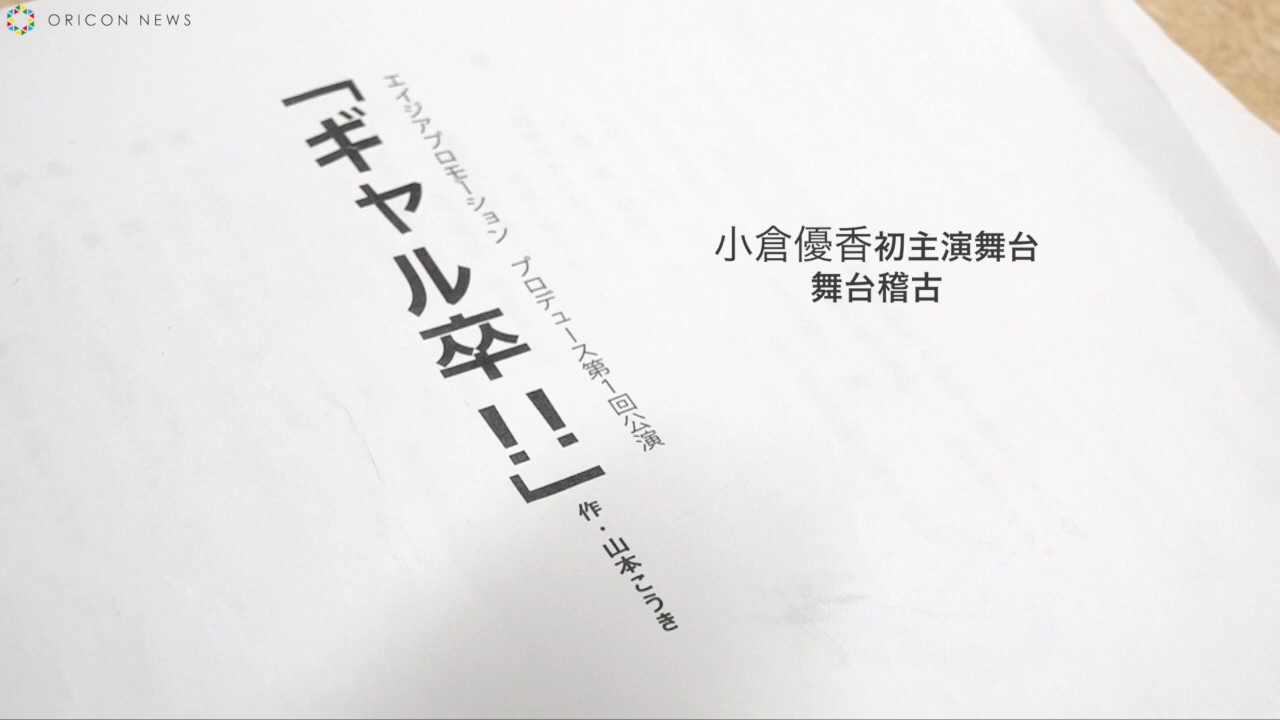 ORICON NEWS
エイジアプロモーション プロデュース第1回公演
「ギャル卒!!」
作・山本こうき
小倉優香初主演舞台
舞台稽古